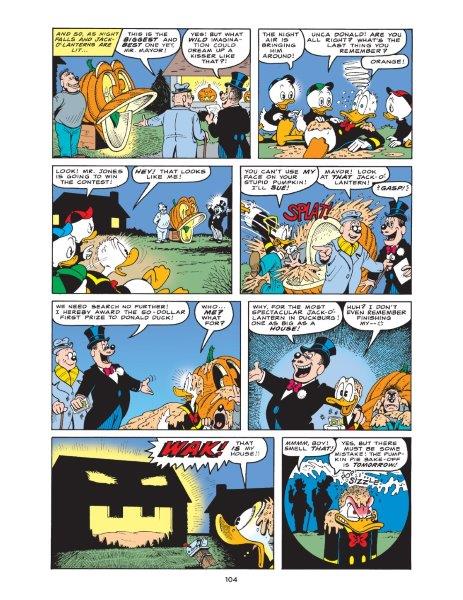 AND SO, AS NIGHT
FALLS AND JACK-
O'-LANTERNS ARE
LIT...
THIS IS THE
BIGGEST AND
BEST ONE YET,
MR. MAYOR!
YES! BUT WHAT
WILD IMAGINA-
TION COULD
DREAM UP A
KISSER LIKE
THAT?!
THE NIGHT
AIR IS
BRINGING
HIM
AROUND!
UNCA DONALD! ARE YOU
ALL RIGHT? WHAT'S THE
LAST THING YOU
REMEMBER?
ORANGE!
LOOK! MR. JONES
IS GOING TO WIN
THE CONTEST!
HEY! THAT LOOKS
LIKE ME!
YOU CAN'T USE MY
FACE ON YOUR
STUPID PUMPKIN!
I'LL SUE!
MAYOR! LOOK
AT THAT JACK-O'-
LANTERN!
(GASP!)
SPLAT!
WE NEED SEARCH NO FURTHER!
I HEREBY AWARD THE 50-DOLLAR
FIRST PRIZE TO DONALD DUCK!
WHO...
ME?
WHAT
FOR?
WHY, FOR THE MOST
SPECTACULAR JACK-O'-
LANTERN IN DUCKBURG!
ONE AS BIG AS A
HOUSE!
HUH? I DON'T
EVEN REMEMBER
FINISHING
MY--
WAK!
THAT
IS MY
HOUSE!!
MMMM, BOY!
SMELL THAT!
YES, BUT THERE
MUST BE SOME
MISTAKE! THE PUMP-
KIN PIE BAKE-OFF
IS TOMORROW!
SIZZLE
104